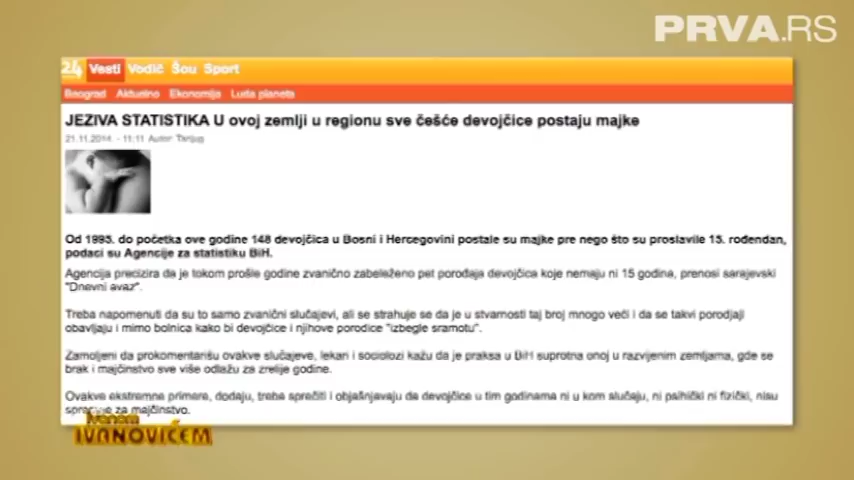 PRVA.RS
24 Vesti Vodič Šou Sport
Beograd Aktuelno Ekonomija Luda planeta
JEZIVA STATISTIKA U ovoj zemlji u regionu sve češće devojčice postaju majke
21.11.2014. - 11:11 Autor: Tanjug
Od 1995. do početka ove godine 148 devojčica u Bosni i Hercegovini postale su majke pre nego što su proslavile 15. rođendan,
podaci su Agencije za statistiku BiH.
Agencija precizira da je tokom prošle godine zvanično zabeleženo pet porođaja devojčica koje nemaju ni 15 godina, prenosi sarajevski
"Dnevni avaz".
Treba napomenuti da su to samo zvanični slučajevi, ali se strahuje se da je u stvarnosti taj broj mnogo veći i da se takvi porodjaji
obavljaju i mimo bolnica kako bi devojčice i njihove porodice "izbegle sramotu".
Zamoljeni da prokomentarišu ovakve slučajeve, lekari i sociolozi kažu da je praksa u BiH suprotna onoj u razvijenim zemljama, gde se
brak i majčinstvo sve više odlažu za zrelije godine.
Ovakve ekstremne primere, dodaju, treba sprečiti i objašnjavaju da devojčice u tim godinama ni u kom slučaju, ni psihički ni fizički, nisu
za majčinstvo.
Ivanom
IVANOVIĆEM